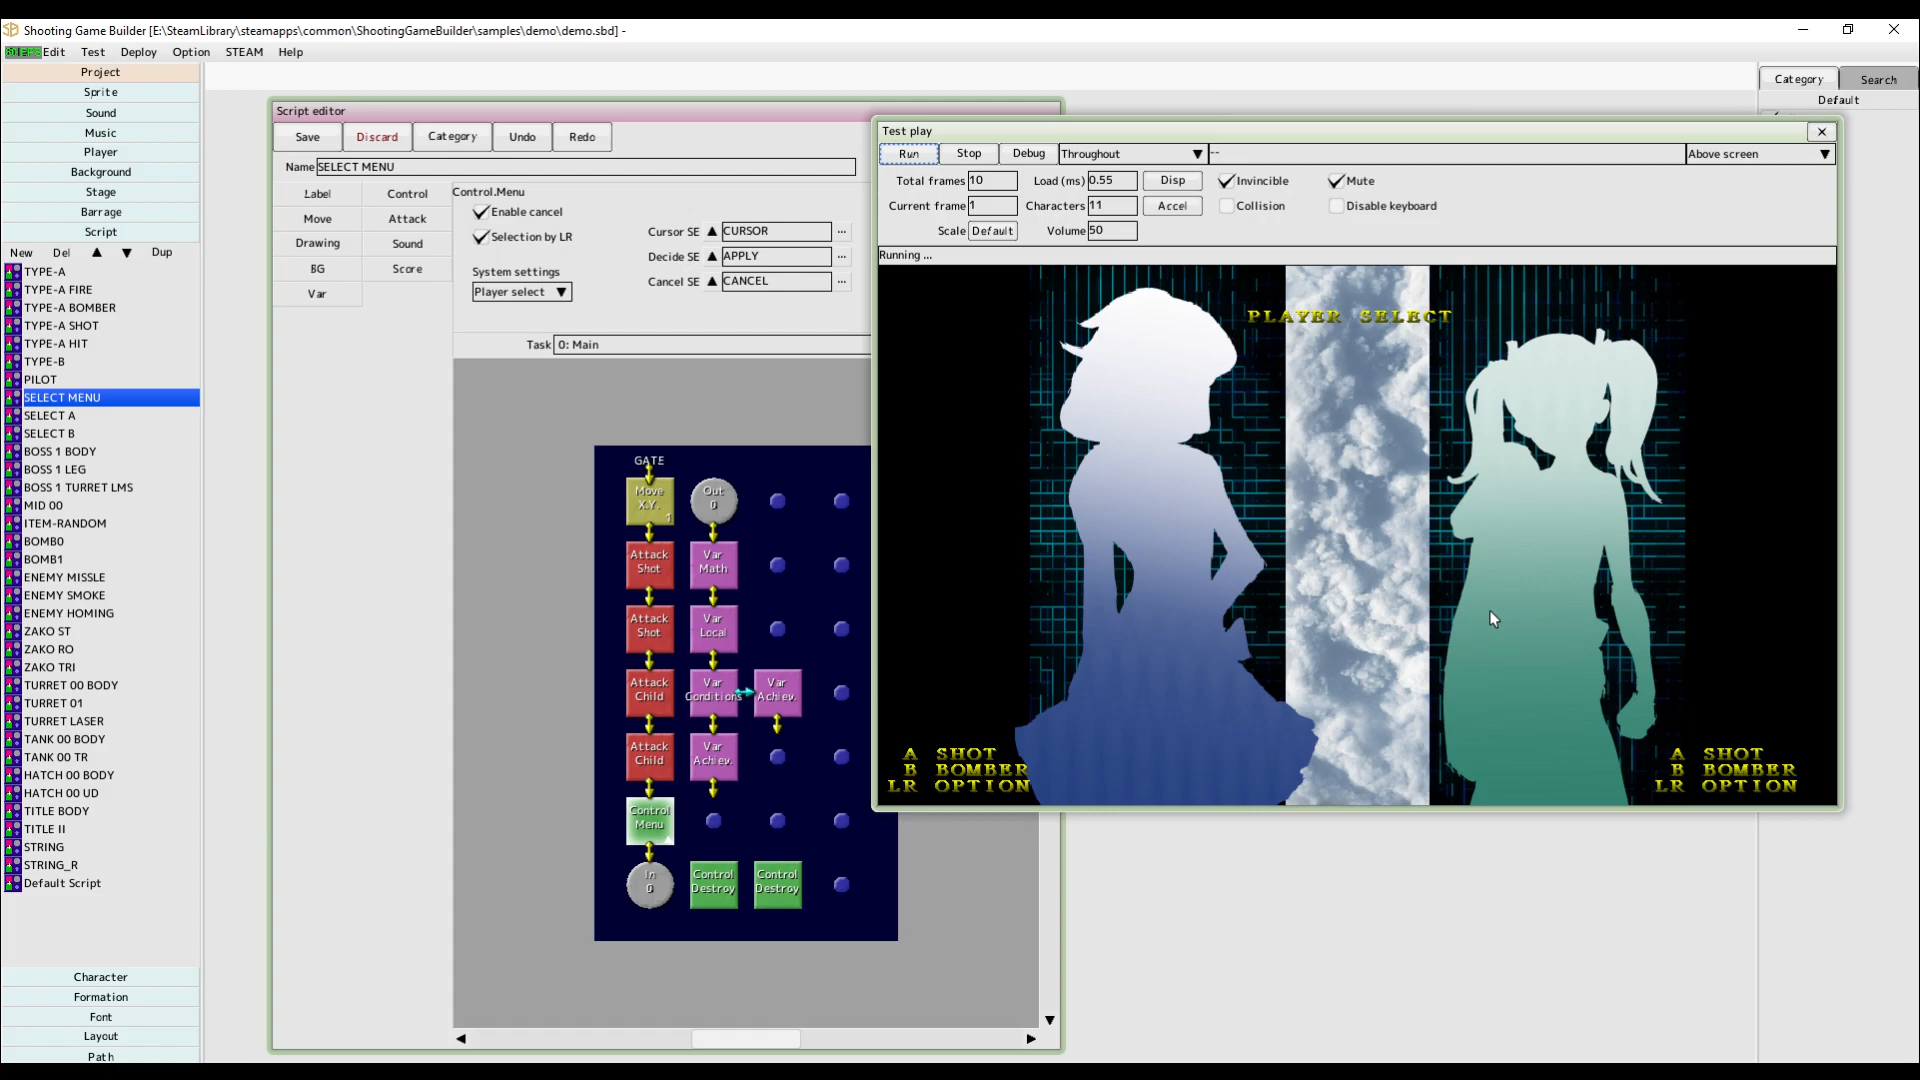 Shooting Game Builder [E:\SteamLibrary\steamapps\common\ShootingGameBuilder\samples\demo\demo.sbd] -
Edit Test Deploy Option STEAM Help
Project
Sprite
Sound
Music
Player
Background
Stage
Barrage
Script
New Del ▲ ▼ Dup
TYPE-A
TYPE-A FIRE
TYPE-A BOMBER
TYPE-A SHOT
TYPE-A HIT
TYPE-B
PILOT
SELECT MENU
SELECT A
SELECT B
BOSS 1 BODY
BOSS 1 LEG
BOSS 1 TURRET LMS
MID 00
ITEM-RANDOM
BOMB0
BOMB1
ENEMY MISSLE
ENEMY SMOKE
ENEMY HOMING
ZAKO ST
ZAKO RO
ZAKO TRI
TURRET 00 BODY
TURRET 01
TURRET LASER
TANK 00 BODY
TANK 00 TR
HATCH 00 BODY
HATCH 00 UD
TITLE BODY
TITLE II
STRING
STRING_R
Default Script
Character
Formation
Font
Layout
Path
Script editor
Save Discard Category Undo Redo
Name SELECT MENU
Label Control
Move Attack
Drawing Sound
BG Score
Var
Control.Menu
Enable cancel
Selection by LR
System settings
Player select ▼
Cursor SE ▲ CURSOR ...
Decide SE ▲ APPLY ...
Cancel SE ▲ CANCEL ...
Task 0: Main
GATE
Move X.Y. 1
Out 0
Attack Shot
Var Math
Attack Shot
Var Local
Attack Child
Var Conditions
Var Achiev.
Attack Child
Var Achiev.
Control Menu
In 0
Control Destroy
Control Destroy
Test play
Run Stop Debug Throughout ▼ -- Above screen ▼
Total frames 10 Load (ms) 0.55 Disp Invincible Mute
Current frame 1 Characters 11 Accel Collision Disable keyboard
Scale Default Volume 50
Running ...
PLAYER SELECT
A SHOT
B BOMBER
LR OPTION
A SHOT
B BOMBER
LR OPTION
Category Search
Default